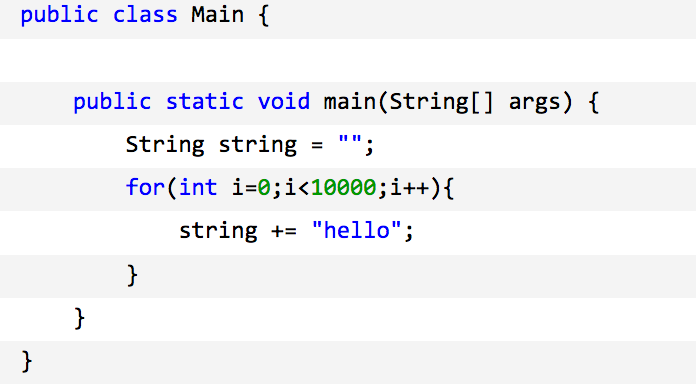 public class Main {
    public static void main(String[] args) {
        String string = "";
        for(int i=0;i<10000;i++){
            string += "hello";
        }
    }
}